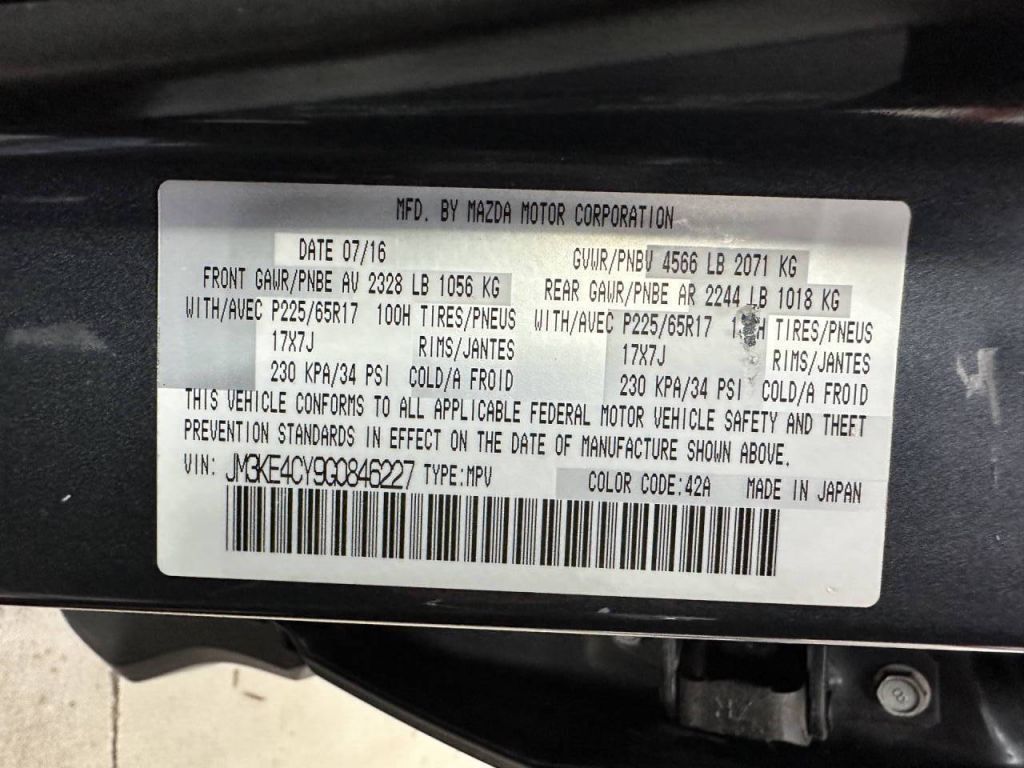 MFD. BY MAZDA MOTOR CORPORATION
DATE 07/16 GVWR/PNBV 4566 LB 2071 KG
FRONT GAWR/PNBE AV 2328 LB 1056 KG REAR GAWR/PNBE AR 2244 LB 1018 KG
WITH/AVEC P225/65R17 100H TIRES/PNEUS WITH/AVEC P225/65R17 TIRES/PNEUS
17X7J RIMS/JANTES 17X7J RIMS/JANTES
230 KPA/34 PSI COLD/A FROID 230 KPA/34 PSI COLD/A FROID
THIS VEHICLE CONFORMS TO ALL APPLICABLE FEDERAL MOTOR VEHICLE SAFETY AND THEFT
PREVENTION STANDARDS IN EFFECT ON THE DATE OF MANUFACTURE SHOWN ABOVE.
VIN: JM3KE4CY9G0846227 TYPE:MPV COLOR CODE:42A MADE IN JAPAN
8